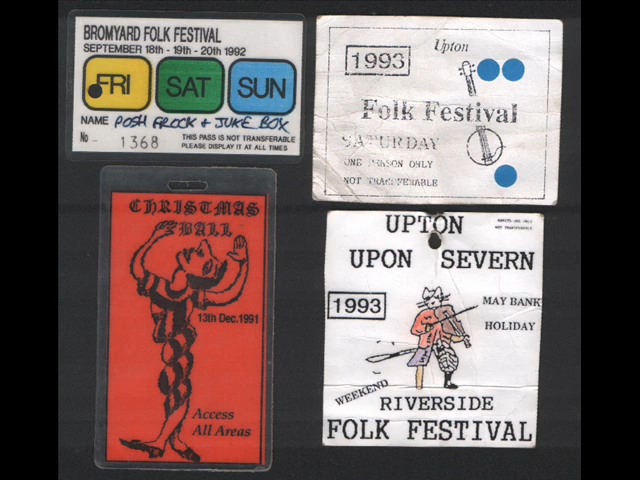 BROMYARD FOLK FESTIVAL
SEPTEMBER 18th - 19th - 20th 1992
FRI SAT SUN
NAME POSH FROCK + JUKE BOX
No - 1368
THIS PASS IS NOT TRANSFERABLE
PLEASE DISPLAY IT AT ALL TIMES
Upton
1993
Folk Festival
SATURDAY
ONE PERSON ONLY
NOT TRANSFERABLE
CHRISTMAS
BALL
13th Dec.1991
Access
All Areas
UPTON
NOT TRANSFERABLE
UPON SEVERN
1993
MAY BANK
HOLIDAY
WEEKEND
RIVERSIDE
FOLK FESTIVAL